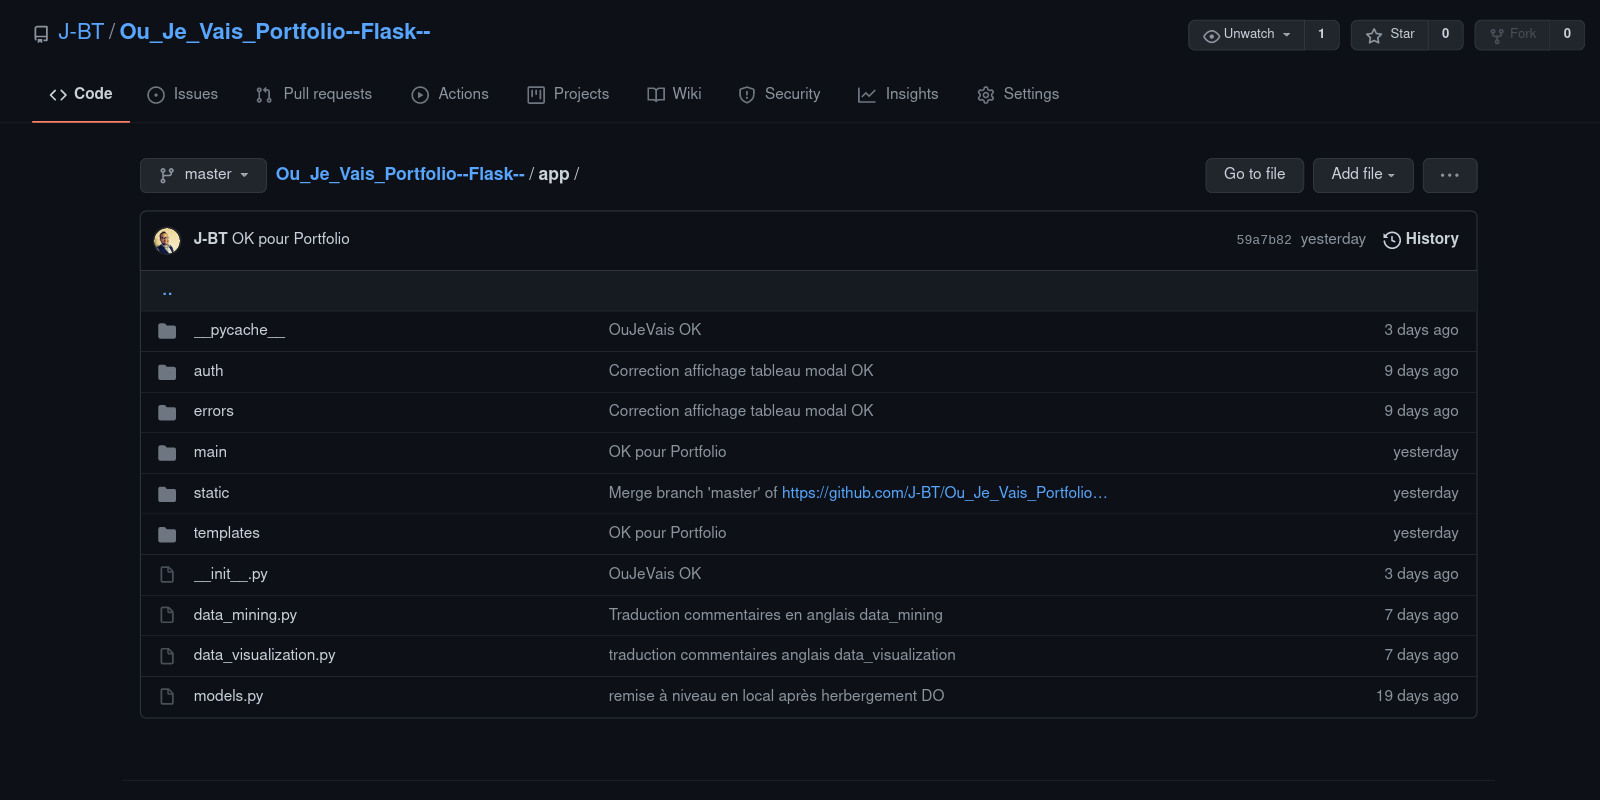 J-BT / Ou_Je_Vais_Portfolio--Flask--
Unwatch 1 Star 0 Fork 0
Code Issues Pull requests Actions Projects Wiki Security Insights Settings
master Ou_Je_Vais_Portfolio--Flask-- / app / Go to file Add file ...
J-BT OK pour Portfolio 59a7b82 yesterday History
..
__pycache__ OuJeVais OK 3 days ago
auth Correction affichage tableau modal OK 9 days ago
errors Correction affichage tableau modal OK 9 days ago
main OK pour Portfolio yesterday
static Merge branch 'master' of https://github.com/J-BT/Ou_Je_Vais_Portfolio… yesterday
templates OK pour Portfolio yesterday
__init__.py OuJeVais OK 3 days ago
data_mining.py Traduction commentaires en anglais data_mining 7 days ago
data_visualization.py traduction commentaires anglais data_visualization 7 days ago
models.py remise à niveau en local après herbergement DO 19 days ago